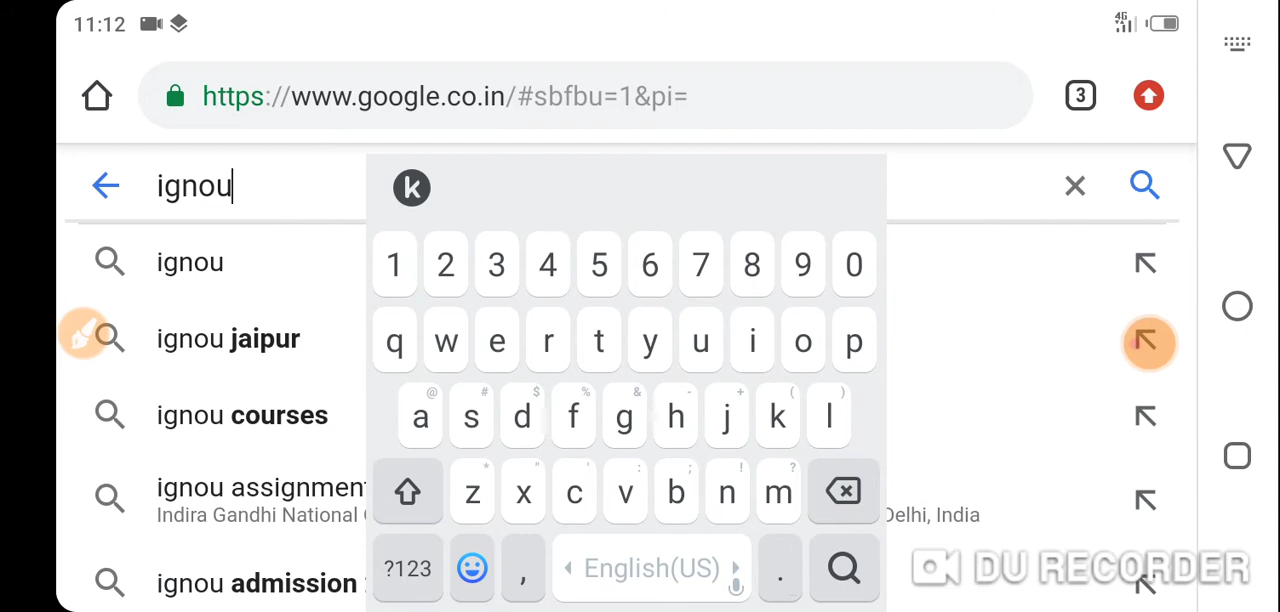 11:12 4G
https://www.google.co.in/#sbfbu=1&pi= 3
ignou
k
ignou
ignou jaipur
ignou courses
ignou assignment
Indira Gandhi National Delhi, India
ignou admission
1 2 3 4 5 6 7 8 9 0
q w e r t y u i o p
@ # $ % & - + ( )
a s d f g h j k l
* " ' : ; ! ?
z x c v b n m
?123 , English(US) .
DU RECORDER